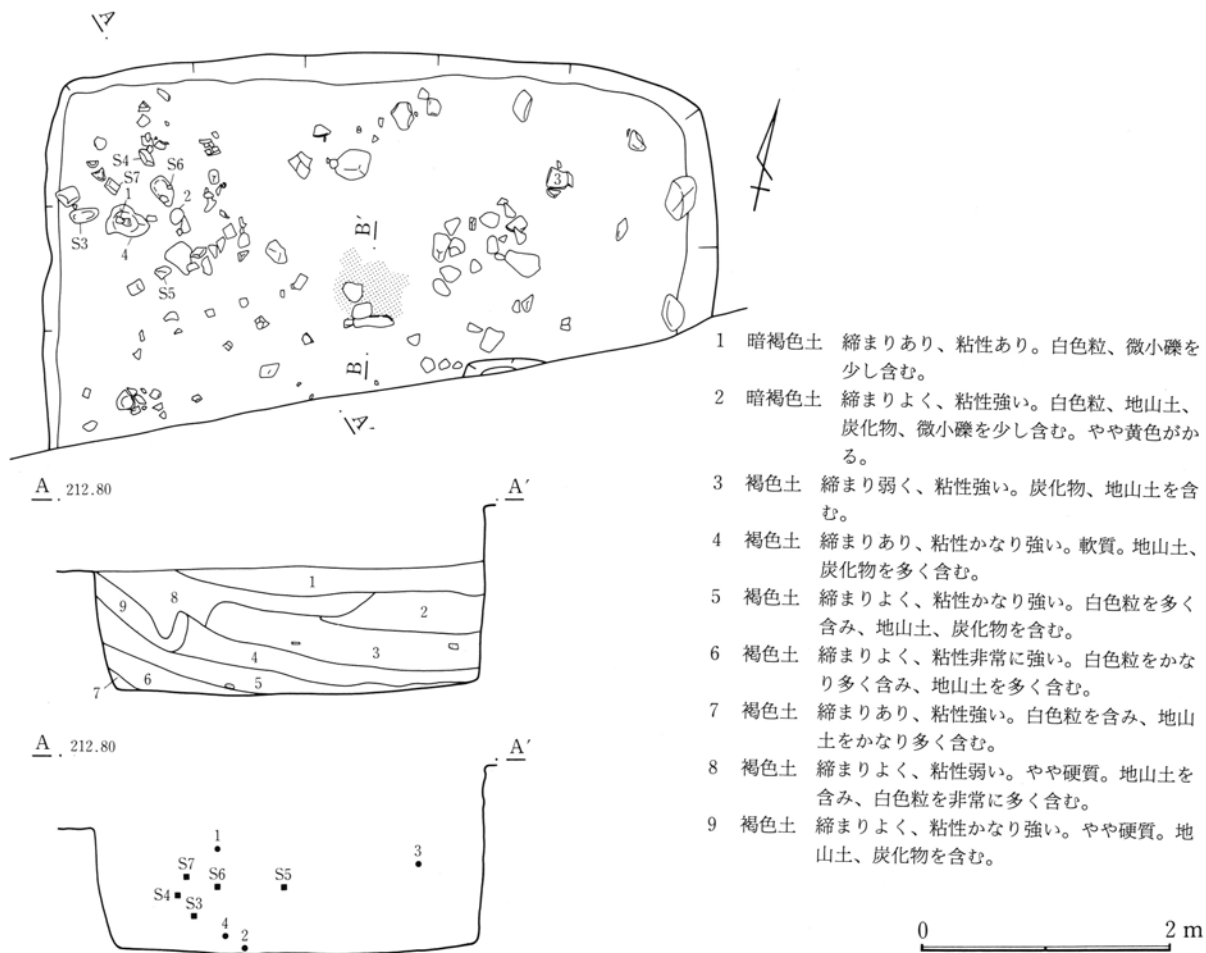 A
S4
S6
S7
1
2
S3
4
S5
3
B′
B
A′
A . 212.80
A′
1
9
8
2
4
3
7
6
5
A . 212.80
A′
1
S7
S6
S5
3
S4
S3
4
2
1 暗褐色土 締まりあり、粘性あり。白色粒、微小礫を
少し含む。
2 暗褐色土 締まりよく、粘性強い。白色粒、地山土、
炭化物、微小礫を少し含む。やや黄色がか
る。
3 褐色土 締まり弱く、粘性強い。炭化物、地山土を含
む。
4 褐色土 締まりあり、粘性かなり強い。軟質。地山土、
炭化物を多く含む。
5 褐色土 締まりよく、粘性かなり強い。白色粒を多く
含み、地山土、炭化物を含む。
6 褐色土 締まりよく、粘性非常に強い。白色粒をかな
り多く含み、地山土を多く含む。
7 褐色土 締まりあり、粘性強い。白色粒を含み、地山
土をかなり多く含む。
8 褐色土 締まりよく、粘性弱い。やや硬質。地山土を
含み、白色粒を非常に多く含む。
9 褐色土 締まりよく、粘性かなり強い。やや硬質。地
山土、炭化物を含む。
0 2 m